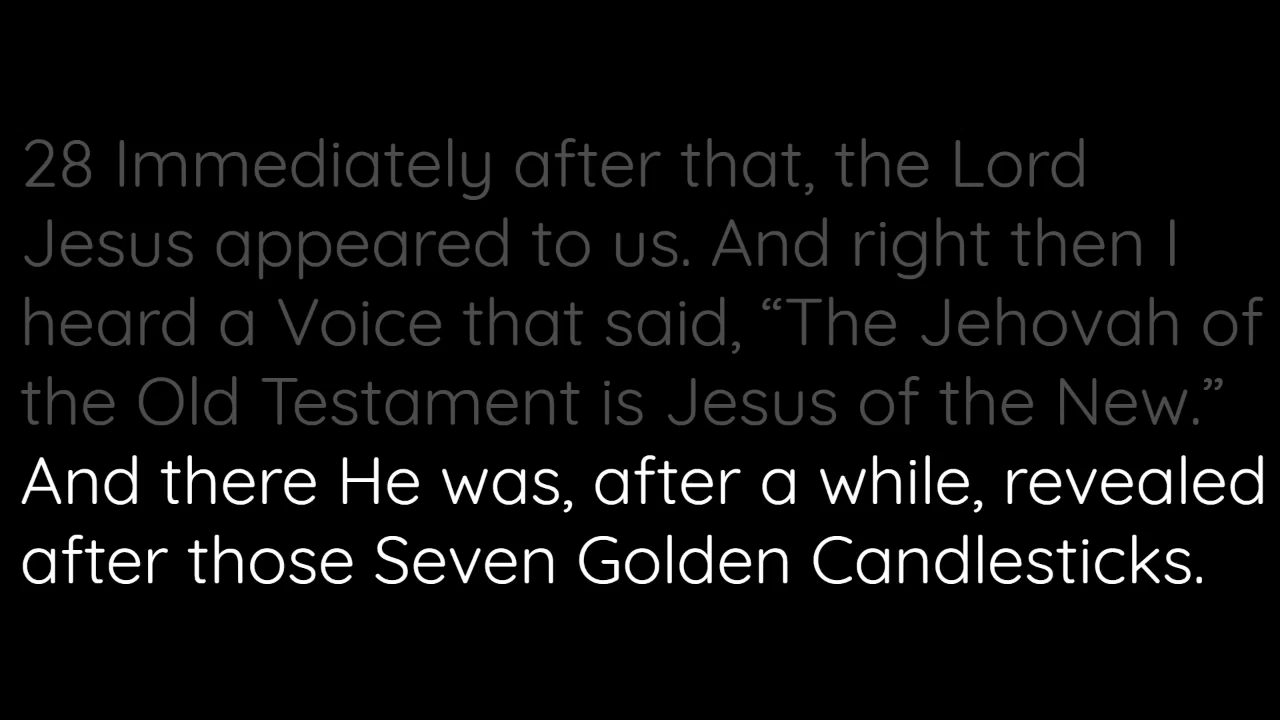 28 Immediately after that, the Lord
Jesus appeared to us. And right then I
heard a Voice that said, “The Jehovah of
the Old Testament is Jesus of the New.”
And there He was, after a while, revealed
after those Seven Golden Candlesticks.